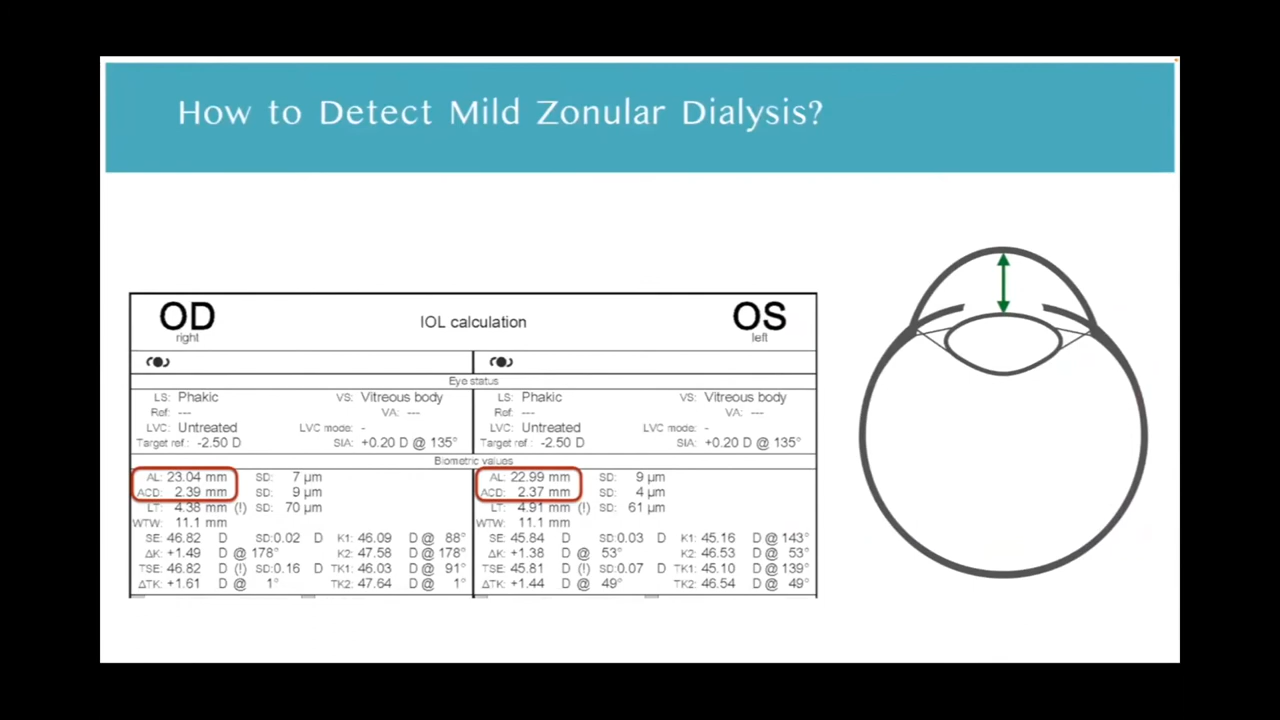 How to Detect Mild Zonular Dialysis?
OD IOL calculation OS
right left
Eye status
LS: Phakic VS: Vitreous body LS: Phakic VS: Vitreous body
Ref: --- VA: --- Ref: --- VA: ---
LVC: Untreated LVC mode: - LVC: Untreated LVC mode: -
Target ref.: -2.50 D SIA: +0.20 D @ 135° Target ref.: -2.50 D SIA: +0.20 D @ 135°
Biometric values
AL: 23.04 mm SD: 7 µm AL: 22.99 mm SD: 9 µm
ACD: 2.39 mm SD: 9 µm ACD: 2.37 mm SD: 4 µm
LT: 4.38 mm (!) SD: 70 µm LT: 4.91 mm (!) SD: 61 µm
WTW: 11.1 mm WTW: 11.1 mm
SE: 46.82 D SD:0.02 D K1: 46.09 D @ 88° SE: 45.84 D SD:0.03 D K1: 45.16 D @ 143°
ΔK: +1.49 D @ 178° K2: 47.58 D @ 178° ΔK: +1.38 D @ 53° K2: 46.53 D @ 53°
TSE: 46.82 D (!) SD:0.16 D TK1: 46.03 D @ 91° TSE: 45.81 D (!) SD:0.07 D TK1: 45.10 D @ 139°
ΔTK: +1.61 D @ 1° TK2: 47.64 D @ 1° ΔTK: +1.44 D @ 49° TK2: 46.54 D @ 49°